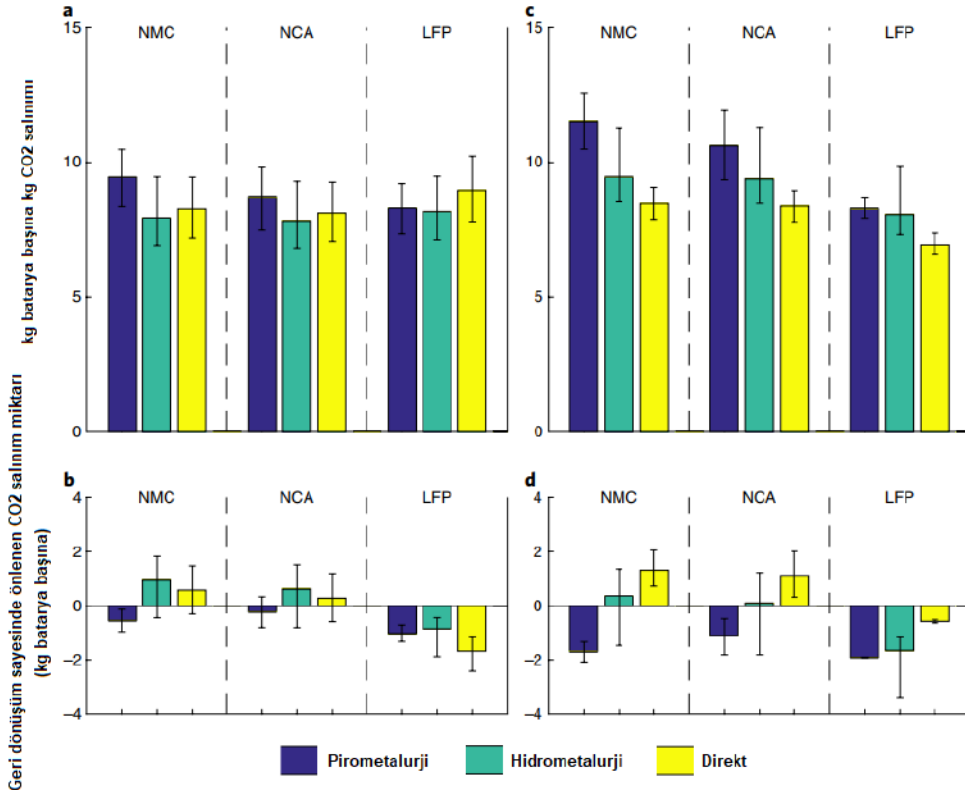 a
NMC
NCA
LFP
15
10
5
0
kg batarya başına kg CO2 salınımı
c
NMC
NCA
LFP
15
10
5
0
b
NMC
NCA
LFP
4
2
0
−2
−4
Geri dönüşüm sayesinde önlenen CO2 salınım miktarı
(kg batarya başına)
d
NMC
NCA
LFP
4
2
0
−2
−4
Pirometalurji
Hidrometalurji
Direkt